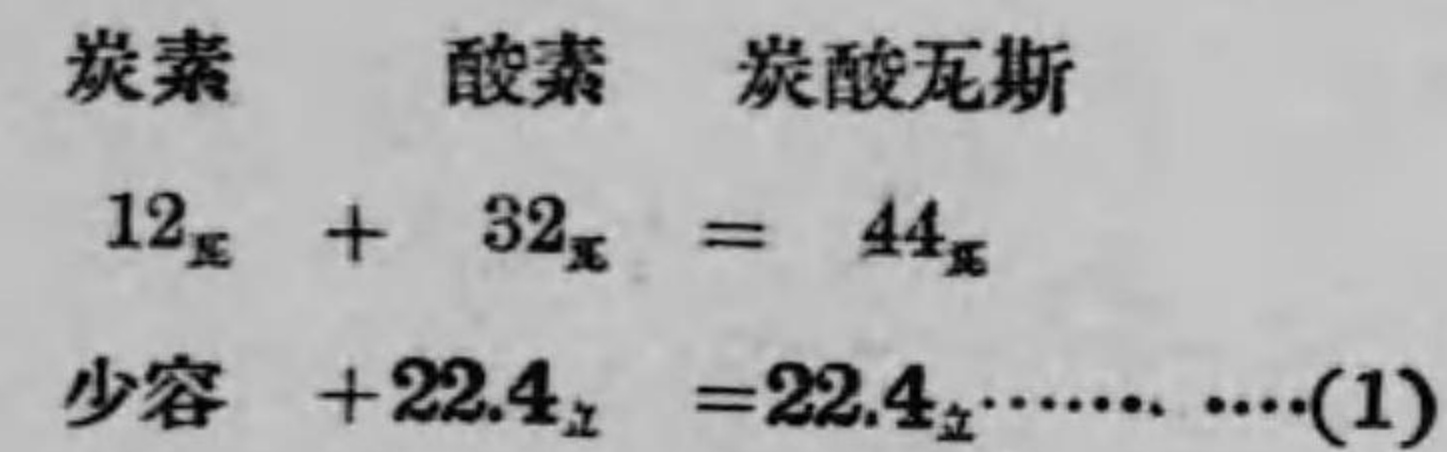 炭素 酸素 炭酸瓦斯
12瓦 + 32瓦 = 44瓦
少容 +22.4立 =22.4立…………(1)